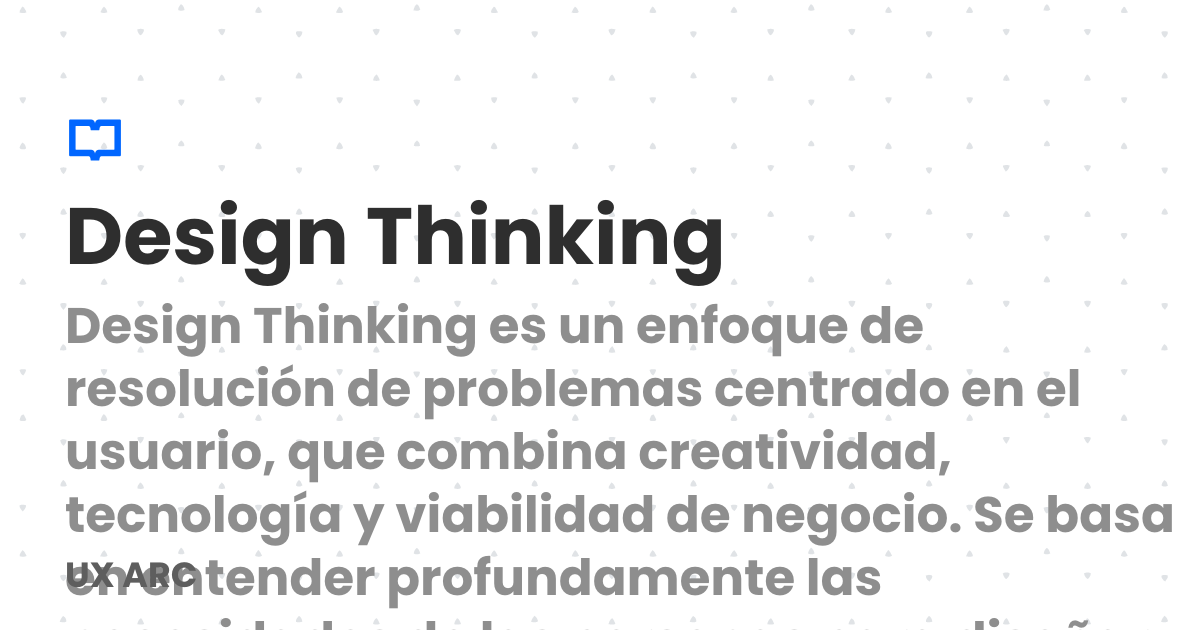 Design Thinking
Design Thinking es un enfoque de
resolución de problemas centrado en el
usuario, que combina creatividad,
tecnología y viabilidad de negocio. Se basa
en entender profundamente las
UX ARC